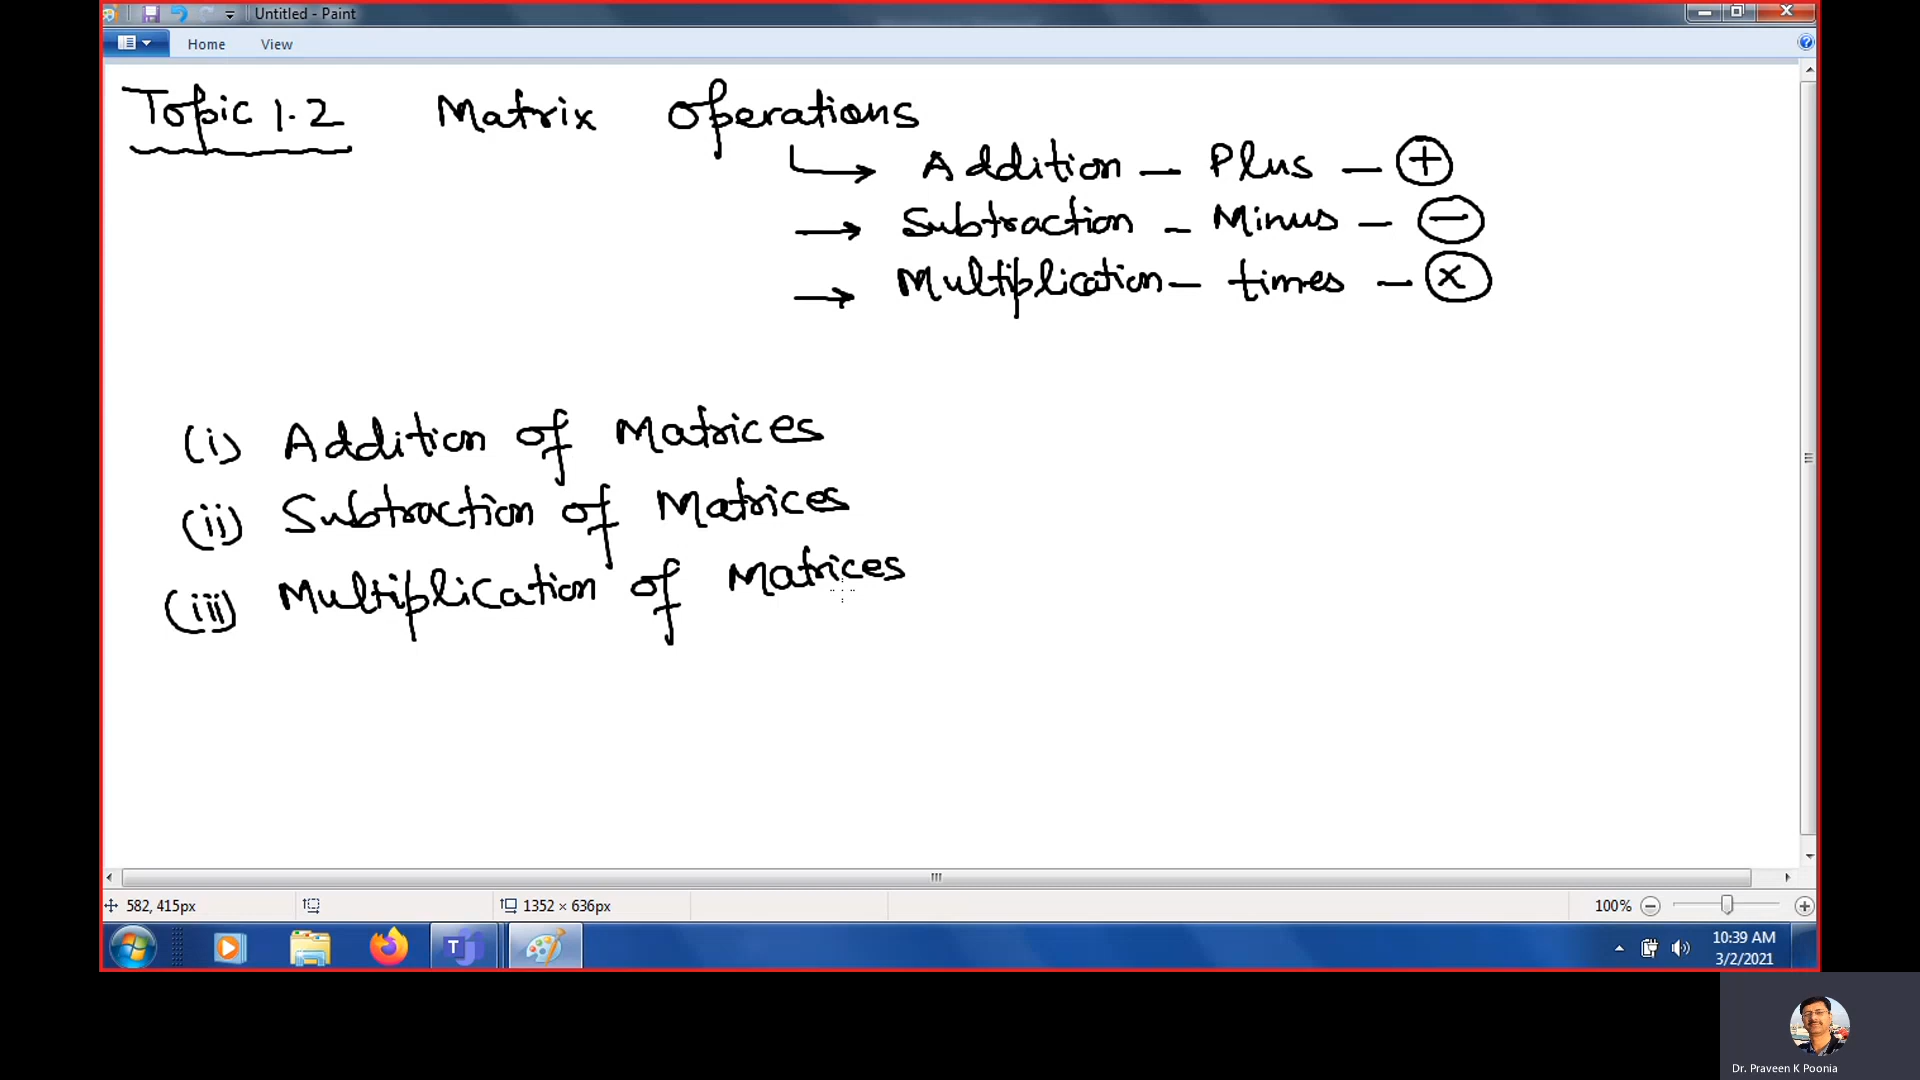 Untitled - Paint
Home View
Topic 1.2 Matrix Operations
→ Addition — Plus — +
→ Subtraction — Minus — −
→ Multiplication — times — ×
(i) Addition of Matrices
(ii) Subtraction of Matrices
(iii) Multiplication of Matrices
582, 415px 1352 × 636px 100%
10:39 AM
3/2/2021
Dr. Praveen K Poonia